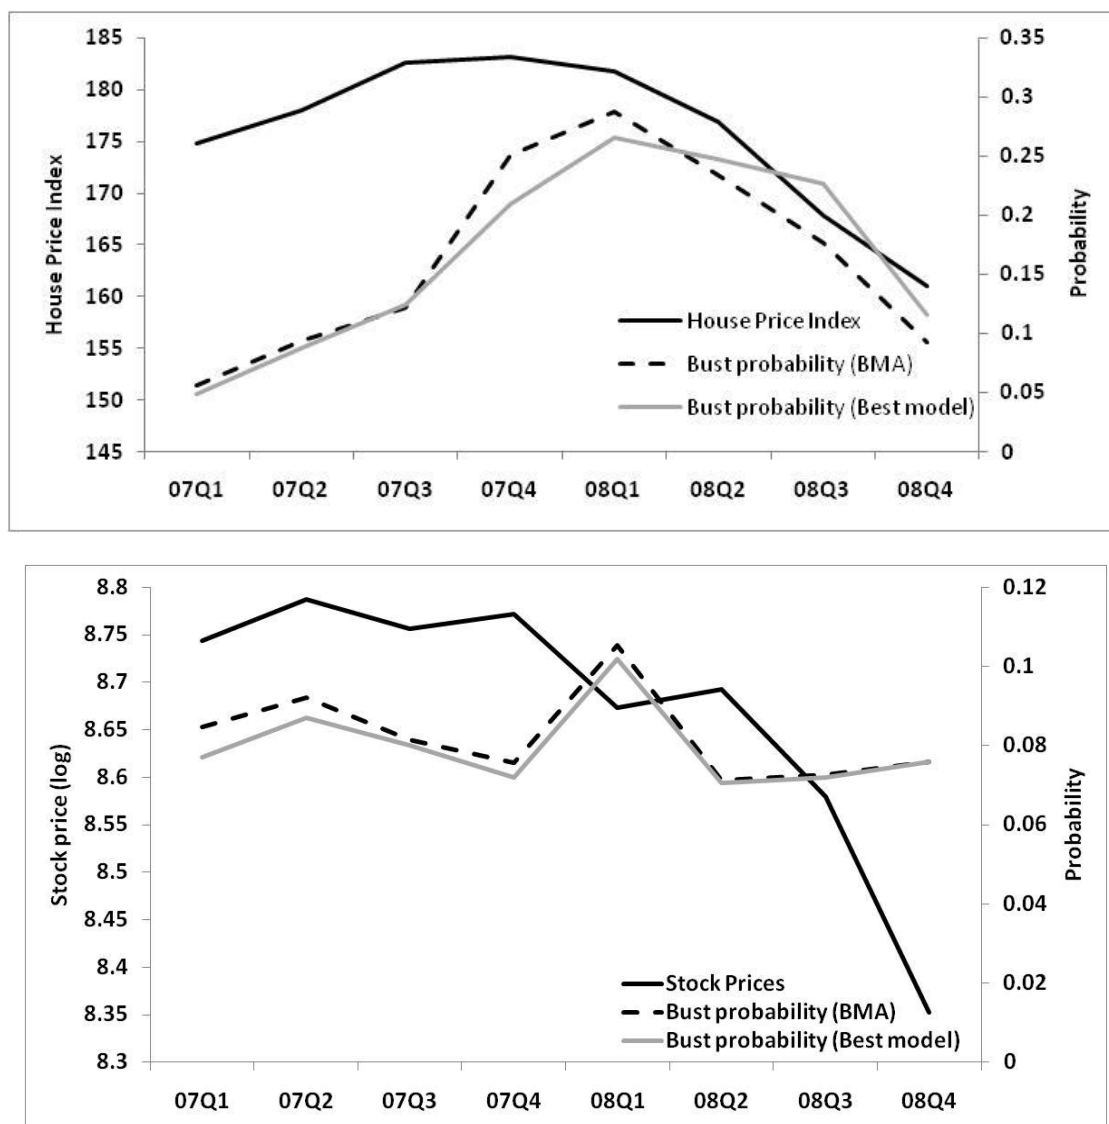 185
180
175
170
165
160
155
150
145
House Price Index
0.35
0.3
0.25
0.2
0.15
0.1
0.05
0
Probability
House Price Index
Bust probability (BMA)
Bust probability (Best model)
07Q1 07Q2 07Q3 07Q4 08Q1 08Q2 08Q3 08Q4
8.8
8.75
8.7
8.65
8.6
8.55
8.5
8.45
8.4
8.35
8.3
Stock price (log)
0.12
0.1
0.08
0.06
0.04
0.02
0
Probability
Stock Prices
Bust probability (BMA)
Bust probability (Best model)
07Q1 07Q2 07Q3 07Q4 08Q1 08Q2 08Q3 08Q4